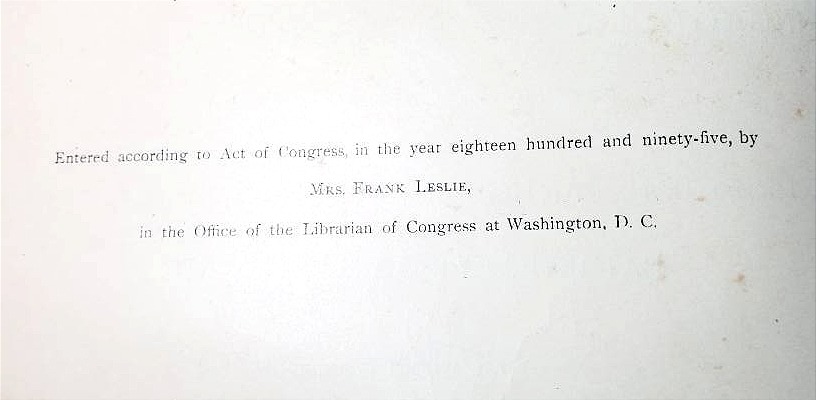 Entered according to Act of Congress, in the year eighteen hundred and ninety-five, by
MRS. FRANK LESLIE,
in the Office of the Librarian of Congress at Washington, D. C.